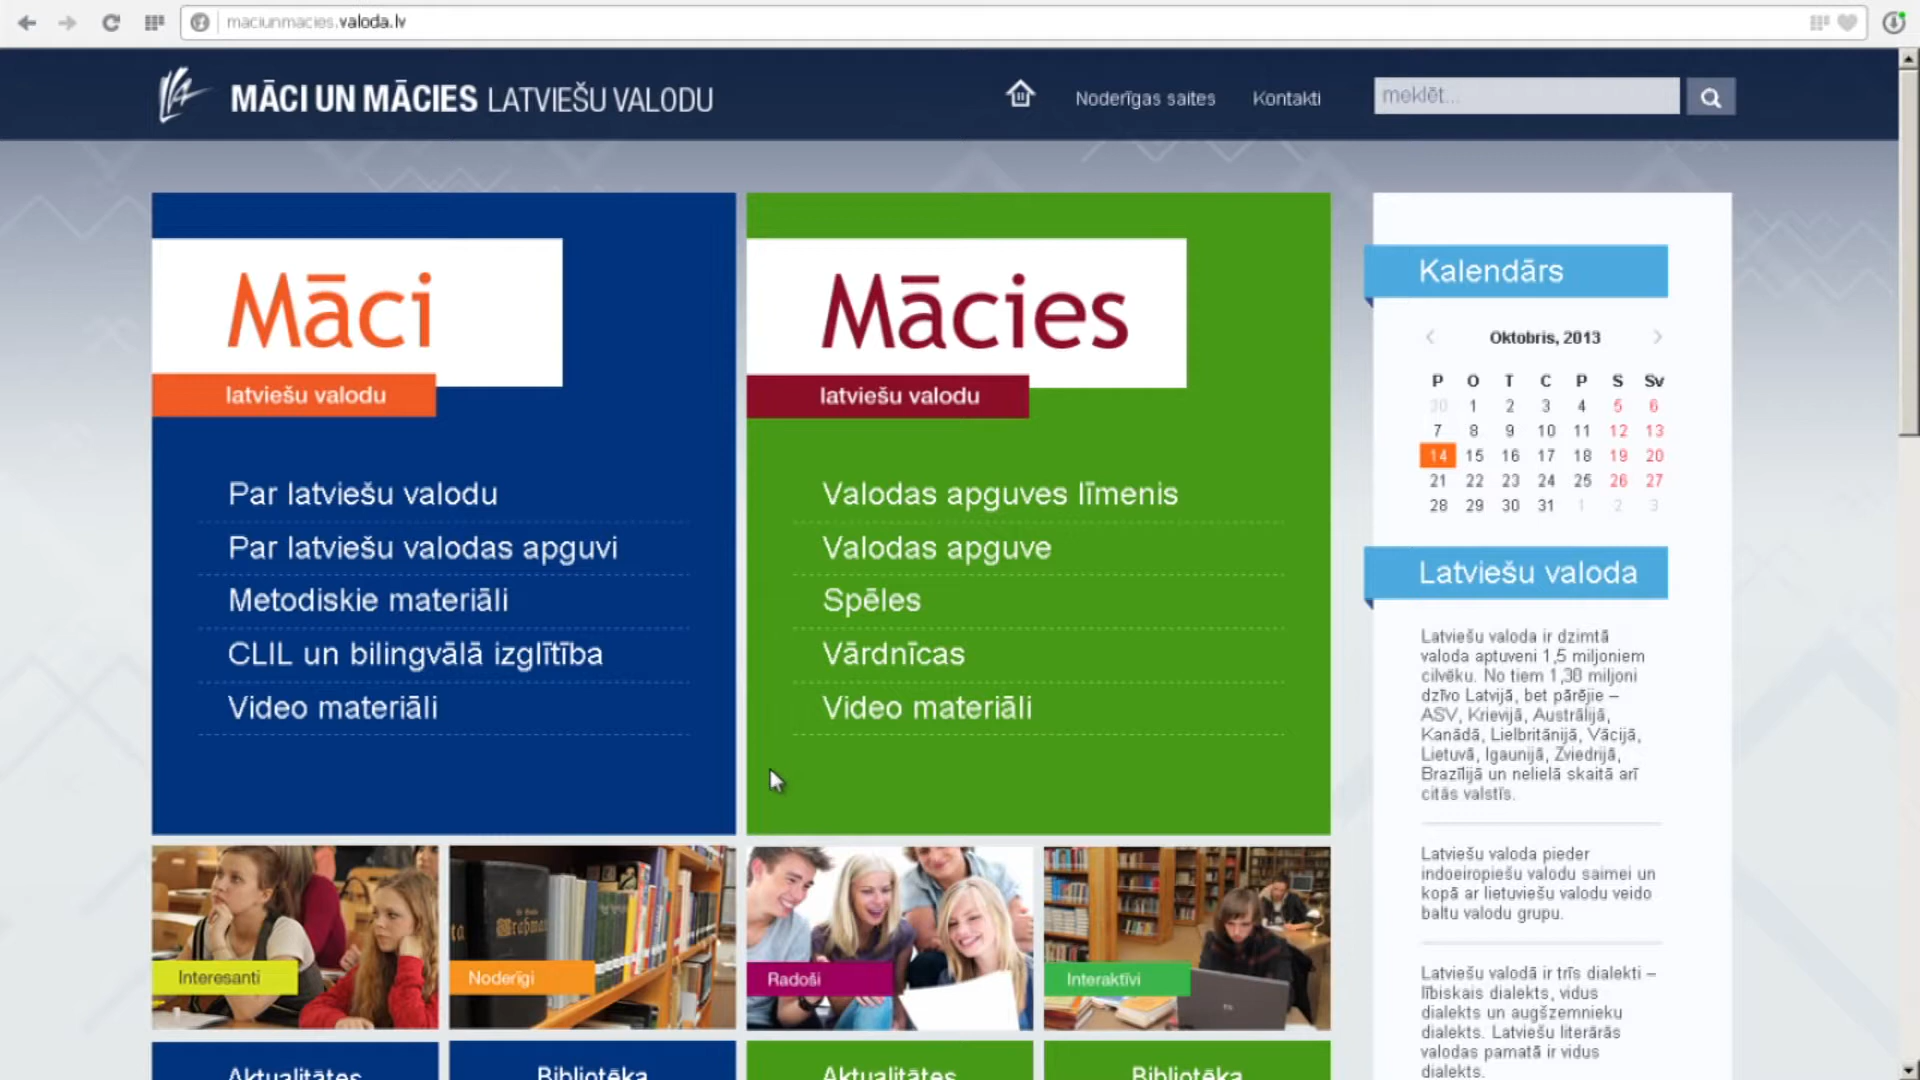 maciunmacies.valoda.lv
MĀCI UN MĀCIES LATVIEŠU VALODU
Noderīgas saites
Kontakti
meklēt...
Māci
latviešu valodu
Par latviešu valodu
Par latviešu valodas apguvi
Metodiskie materiāli
CLIL un bilingvālā izglītība
Video materiāli
Mācies
latviešu valodu
Valodas apguves līmenis
Valodas apguve
Spēles
Vārdnīcas
Video materiāli
Kalendārs
Oktobris, 2013
P O T C P S Sv
30 1 2 3 4 5 6
7 8 9 10 11 12 13
14 15 16 17 18 19 20
21 22 23 24 25 26 27
28 29 30 31 1 2 3
Latviešu valoda
Latviešu valoda ir dzimtā
valoda aptuveni 1,5 miljoniem
cilvēku. No tiem 1,38 miljoni
dzīvo Latvijā, bet pārējie –
ASV, Krievijā, Austrālijā,
Kanādā, Lielbritānijā, Vācijā,
Lietuvā, Igaunijā, Zviedrijā,
Brazīlijā un nelielā skaitā arī
citās valstīs.
Latviešu valoda pieder
indoeiropiešu valodu saimei un
kopā ar lietuviešu valodu veido
baltu valodu grupu.
Latviešu valodā ir trīs dialekti –
lībiskais dialekts, vidus
dialekts un augšzemnieku
dialekts. Latviešu literārās
valodas pamatā ir vidus
dialekts.
Interesanti
Noderīgi
Radoši
Interaktīvi
Aktualitātes
Bibliotēka
Aktualitātes
Bibliotēka